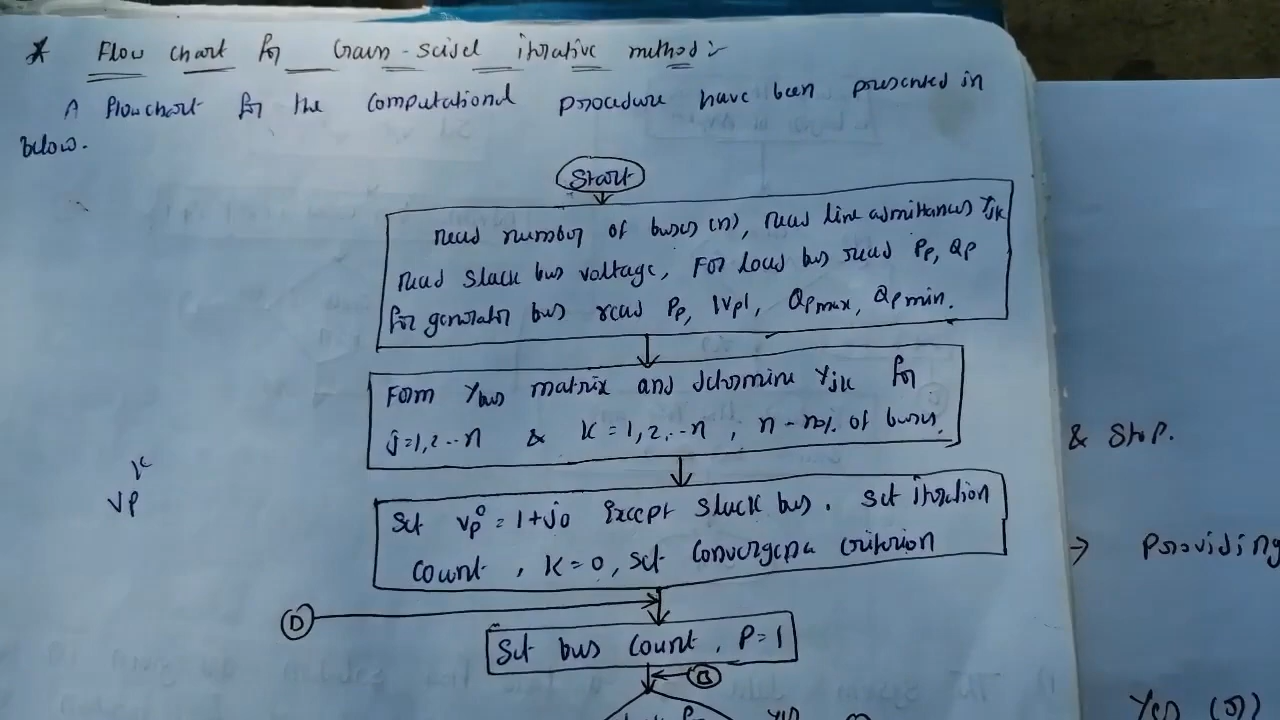 * Flow chart for Gauss-seisel iterative method :-
A Flowchart for the computational procedure have been presented in
below.
Start
read number of buses (n), read line admittances Yjk
read slack bus voltage, For Load bus read Pp, Qp
for generator bus read Pp, |Vp|, Qpmax, Qpmin.
Form Ybus matrix and determine Yjk for
j=1,2..n & K=1,2,..n, n - no. of buses.
Set Vp⁰ = 1+j0 Except slack bus. Set iteration
count, K=0, set convergence criterion
D
Set bus count, P=1
B
Yes
Vp^K
& Stop.
→ Providing
Yes (or)